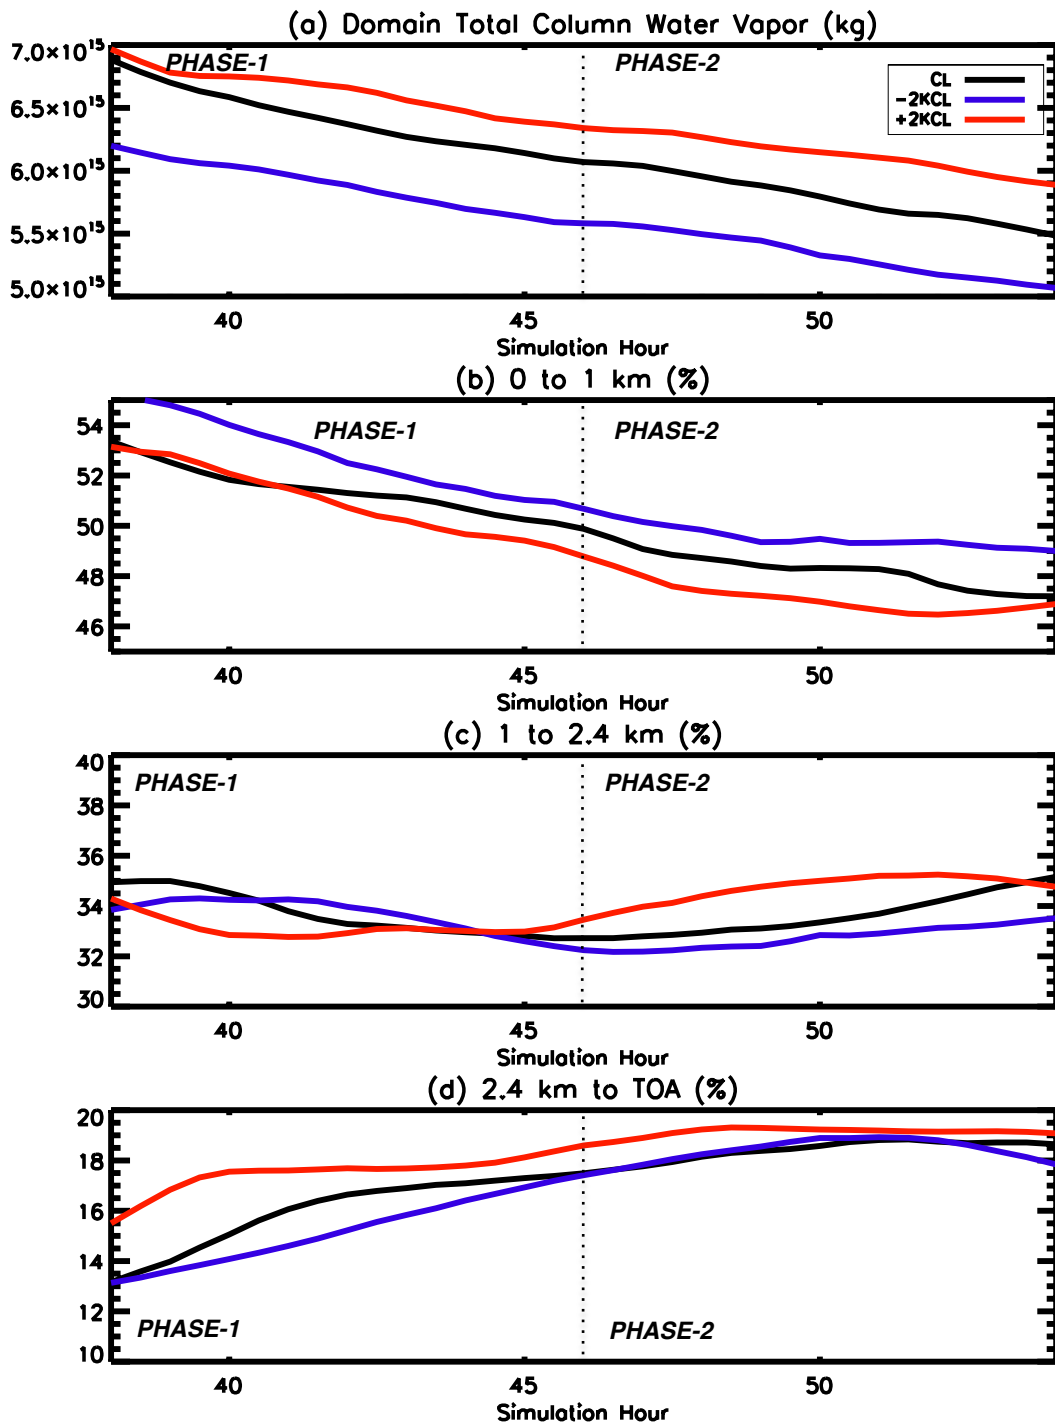 (a) Domain Total Column Water Vapor (kg)
7.0×10¹⁵
PHASE-1
PHASE-2
CL
-2KCL
+2KCL
6.5×10¹⁵
6.0×10¹⁵
5.5×10¹⁵
5.0×10¹⁵
40 45 50
Simulation Hour
(b) 0 to 1 km (%)
54
PHASE-1
PHASE-2
52
50
48
46
40 45 50
Simulation Hour
(c) 1 to 2.4 km (%)
40
PHASE-1
PHASE-2
38
36
34
32
30
40 45 50
Simulation Hour
(d) 2.4 km to TOA (%)
20
18
16
14
12
PHASE-1
PHASE-2
10
40 45 50
Simulation Hour